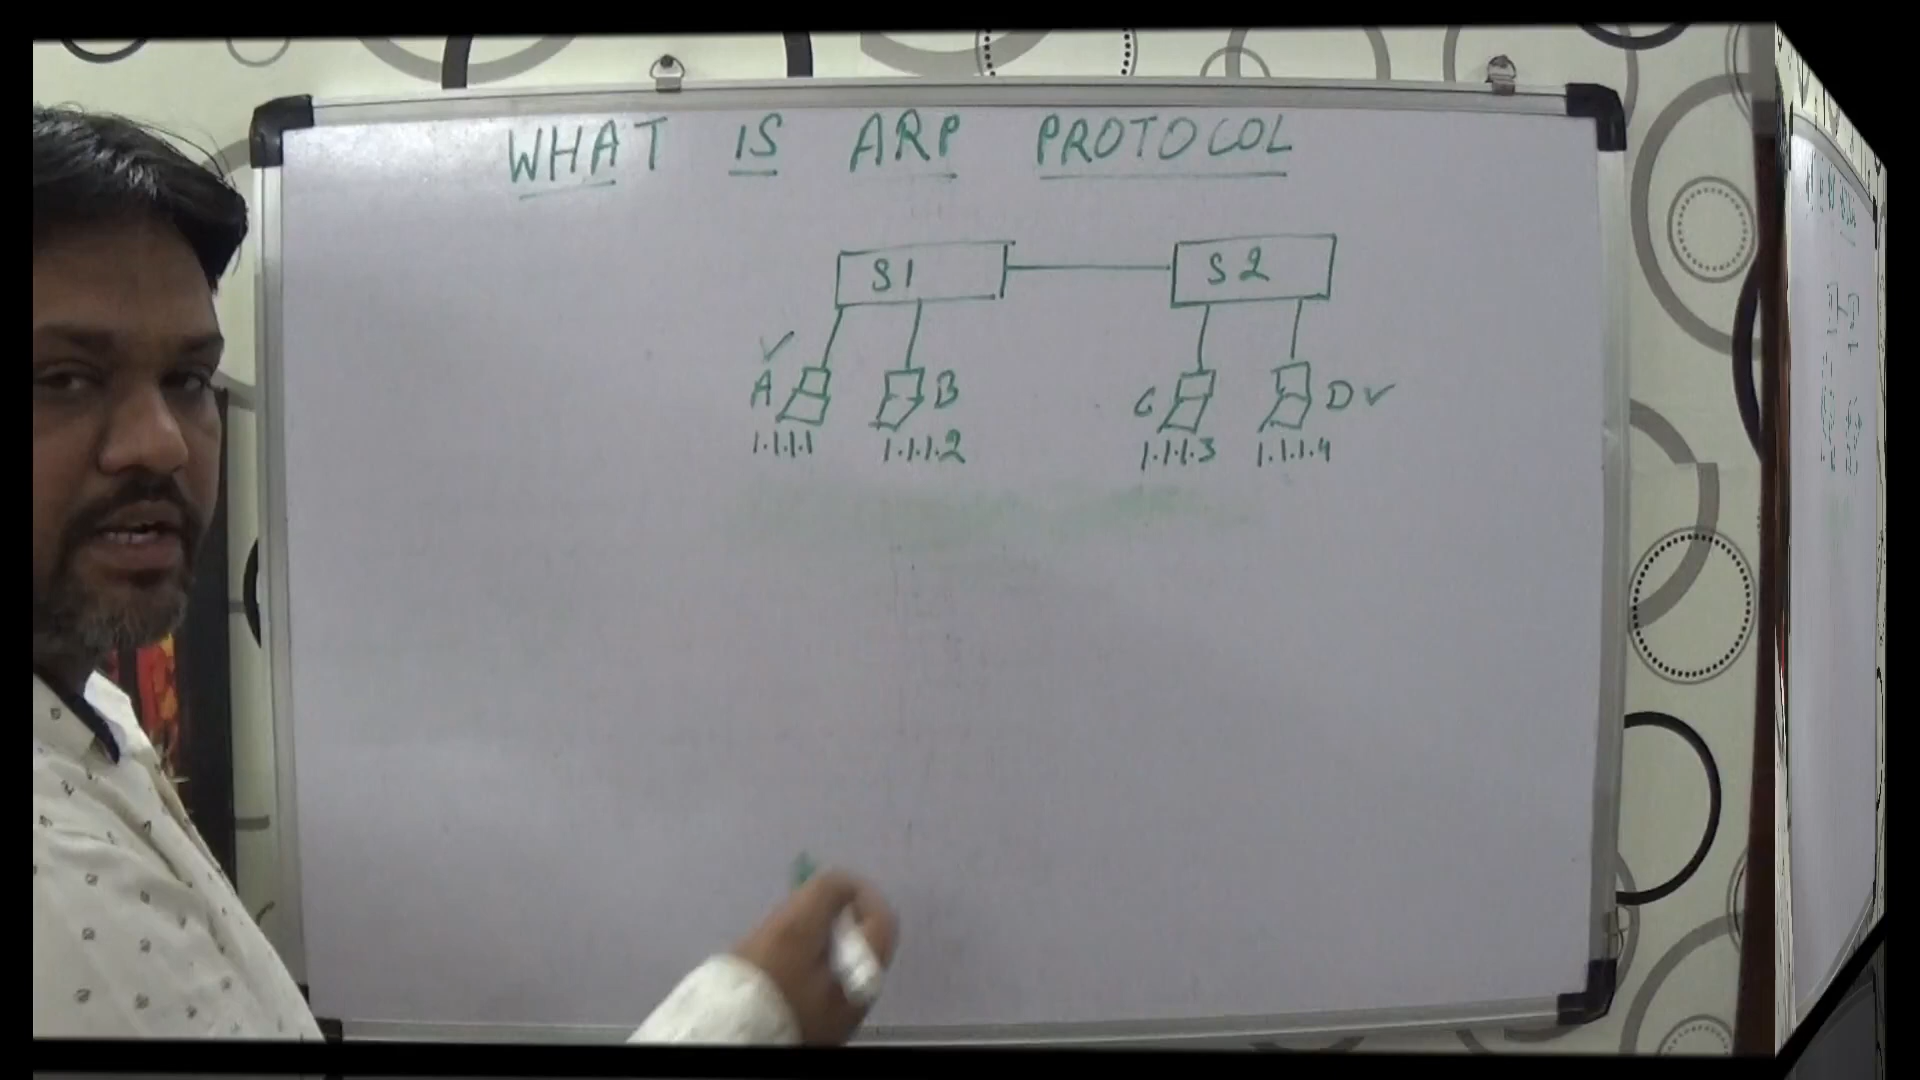 WHAT IS ARP PROTOCOL
S1 S2
A B C D
1.1.1.1 1.1.1.2 1.1.1.3 1.1.1.4